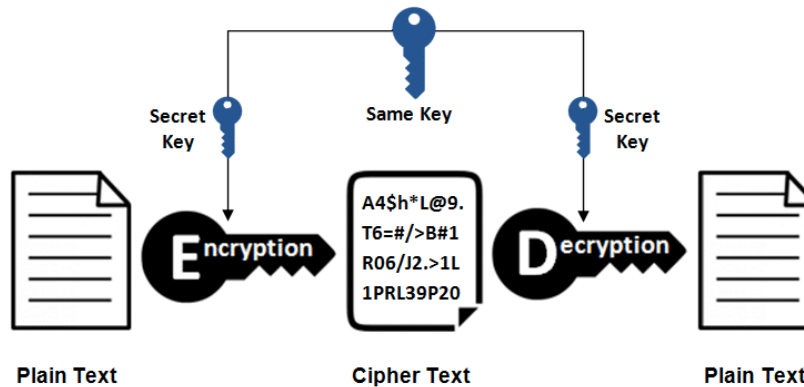 Same Key
Secret
Key
Secret
Key
Encryption
A4$h*L@9.
T6=#/>B#1
R06/J2.>1L
1PRL39P20
Decryption
Plain Text
Cipher Text
Plain Text